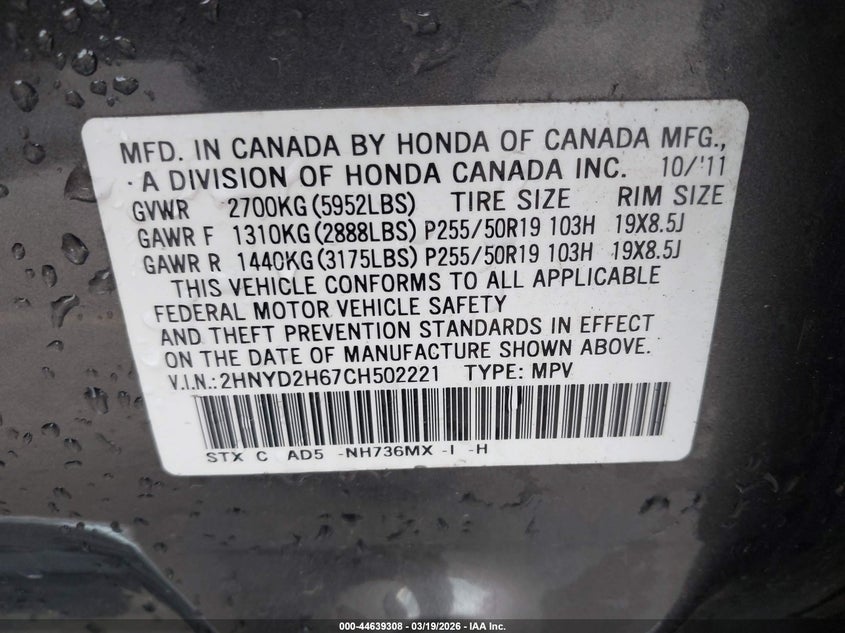 MFD. IN CANADA BY HONDA OF CANADA MFG.,
A DIVISION OF HONDA CANADA INC. 10/'11
GVWR 2700KG (5952LBS) TIRE SIZE RIM SIZE
GAWR F 1310KG (2888LBS) P255/50R19 103H 19X8.5J
GAWR R 1440KG (3175LBS) P255/50R19 103H 19X8.5J
THIS VEHICLE CONFORMS TO ALL APPLICABLE
FEDERAL MOTOR VEHICLE SAFETY
AND THEFT PREVENTION STANDARDS IN EFFECT
ON THE DATE OF MANUFACTURE SHOWN ABOVE.
V.I.N.:2HNYD2H67CH502221 TYPE: MPV
STX C AD5 -NH736MX -I -H
000-44639308 - 03/19/2026 - IAA Inc.